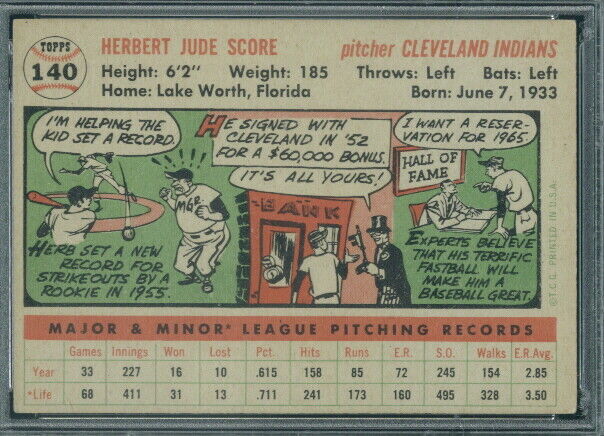 TOPPS
140
HERBERT JUDE SCORE
pitcher CLEVELAND INDIANS
Height: 6'2" Weight: 185 Throws: Left Bats: Left
Home: Lake Worth, Florida Born: June 7, 1933
I'M HELPING THE
KID SET A RECORD.
MGR.
HERB SET A NEW
RECORD FOR
STRIKEOUTS BY A
ROOKIE IN 1955.
HE SIGNED WITH
CLEVELAND IN '52
FOR A $60,000 BONUS.
IT'S ALL YOURS!
BANK
I WANT A RESER-
VATION FOR 1965.
HALL OF
FAME
EXPERTS BELIEVE
THAT HIS TERRIFIC
FASTBALL WILL
MAKE HIM A
BASEBALL GREAT.
© T.C.G. PRINTED IN U.S.A.
MAJOR & MINOR* LEAGUE PITCHING RECORDS
Games Innings Won Lost Pct. Hits Runs E.R. S.O. Walks E.R.Avg.
Year 33 227 16 10 .615 158 85 72 245 154 2.85
*Life 68 411 31 13 .711 241 173 160 495 328 3.50